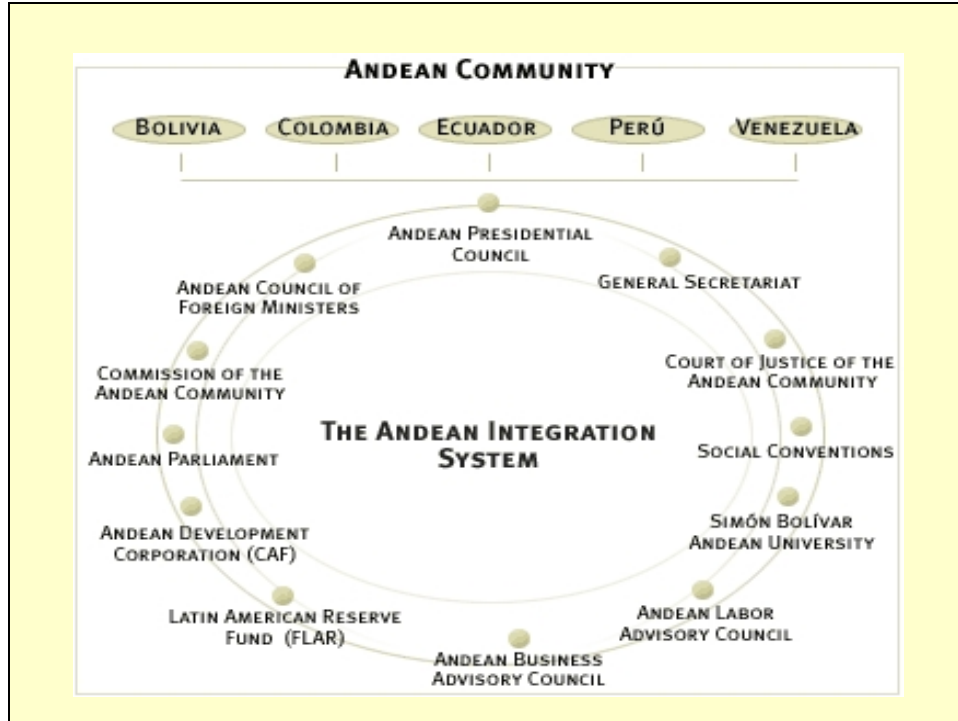 ANDEAN COMMUNITY
BOLIVIA
COLOMBIA
ECUADOR
PERÚ
VENEZUELA
ANDEAN PRESIDENTIAL
COUNCIL
ANDEAN COUNCIL OF
FOREIGN MINISTERS
GENERAL SECRETARIAT
COMMISSION OF THE
ANDEAN COMMUNITY
COURT OF JUSTICE OF THE
ANDEAN COMMUNITY
THE ANDEAN INTEGRATION
SYSTEM
ANDEAN PARLIAMENT
SOCIAL CONVENTIONS
ANDEAN DEVELOPMENT
CORPORATION (CAF)
SIMÓN BOLÍVAR
ANDEAN UNIVERSITY
LATIN AMERICAN RESERVE
FUND (FLAR)
ANDEAN LABOR
ADVISORY COUNCIL
ANDEAN BUSINESS
ADVISORY COUNCIL